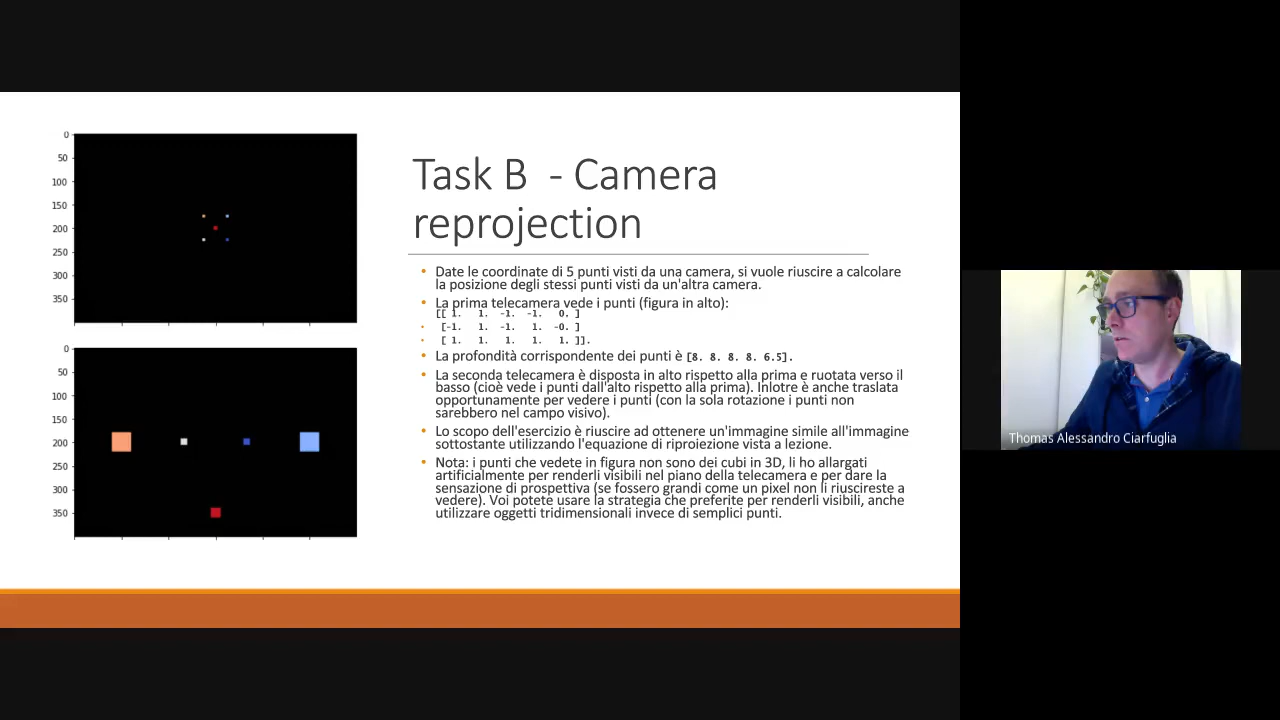 0
50
100
150
200
250
300
350
0
50
100
150
200
250
300
350
Task B - Camera
reprojection
• Date le coordinate di 5 punti visti da una camera, si vuole riuscire a calcolare
la posizione degli stessi punti visti da un'altra camera.
• La prima telecamera vede i punti (figura in alto):
[[ 1. 1. -1. -1. 0. ]
• [-1. 1. -1. 1. -0. ]
• [ 1. 1. 1. 1. 1. ]].
• La profondità corrispondente dei punti è [8. 8. 8. 8. 6.5].
• La seconda telecamera è disposta in alto rispetto alla prima e ruotata verso il
basso (cioè vede i punti dall'alto rispetto alla prima). Inlotre è anche traslata
opportunamente per vedere i punti (con la sola rotazione i punti non
sarebbero nel campo visivo).
• Lo scopo dell'esercizio è riuscire ad ottenere un'immagine simile all'immagine
sottostante utilizzando l'equazione di riproiezione vista a lezione.
• Nota: i punti che vedete in figura non sono dei cubi in 3D, li ho allargati
artificialmente per renderli visibili nel piano della telecamera e per dare la
sensazione di prospettiva (se fossero grandi come un pixel non li riuscireste a
vedere). Voi potete usare la strategia che preferite per renderli visibili, anche
utilizzare oggetti tridimensionali invece di semplici punti.
Thomas Alessandro Ciarfuglia